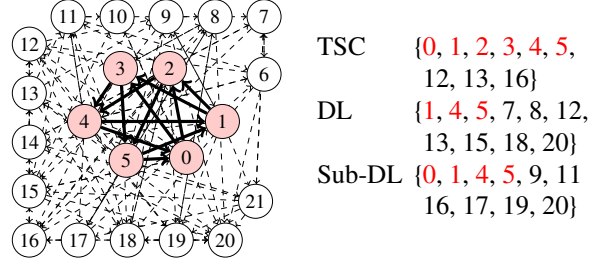 11 10 9 8 7
12 3 2 6
13 4 1
14 5 0
15 21
16 17 18 19 20
TSC {0, 1, 2, 3, 4, 5,
12, 13, 16}
DL {1, 4, 5, 7, 8, 12,
13, 15, 18, 20}
Sub-DL {0, 1, 4, 5, 9, 11
16, 17, 19, 20}